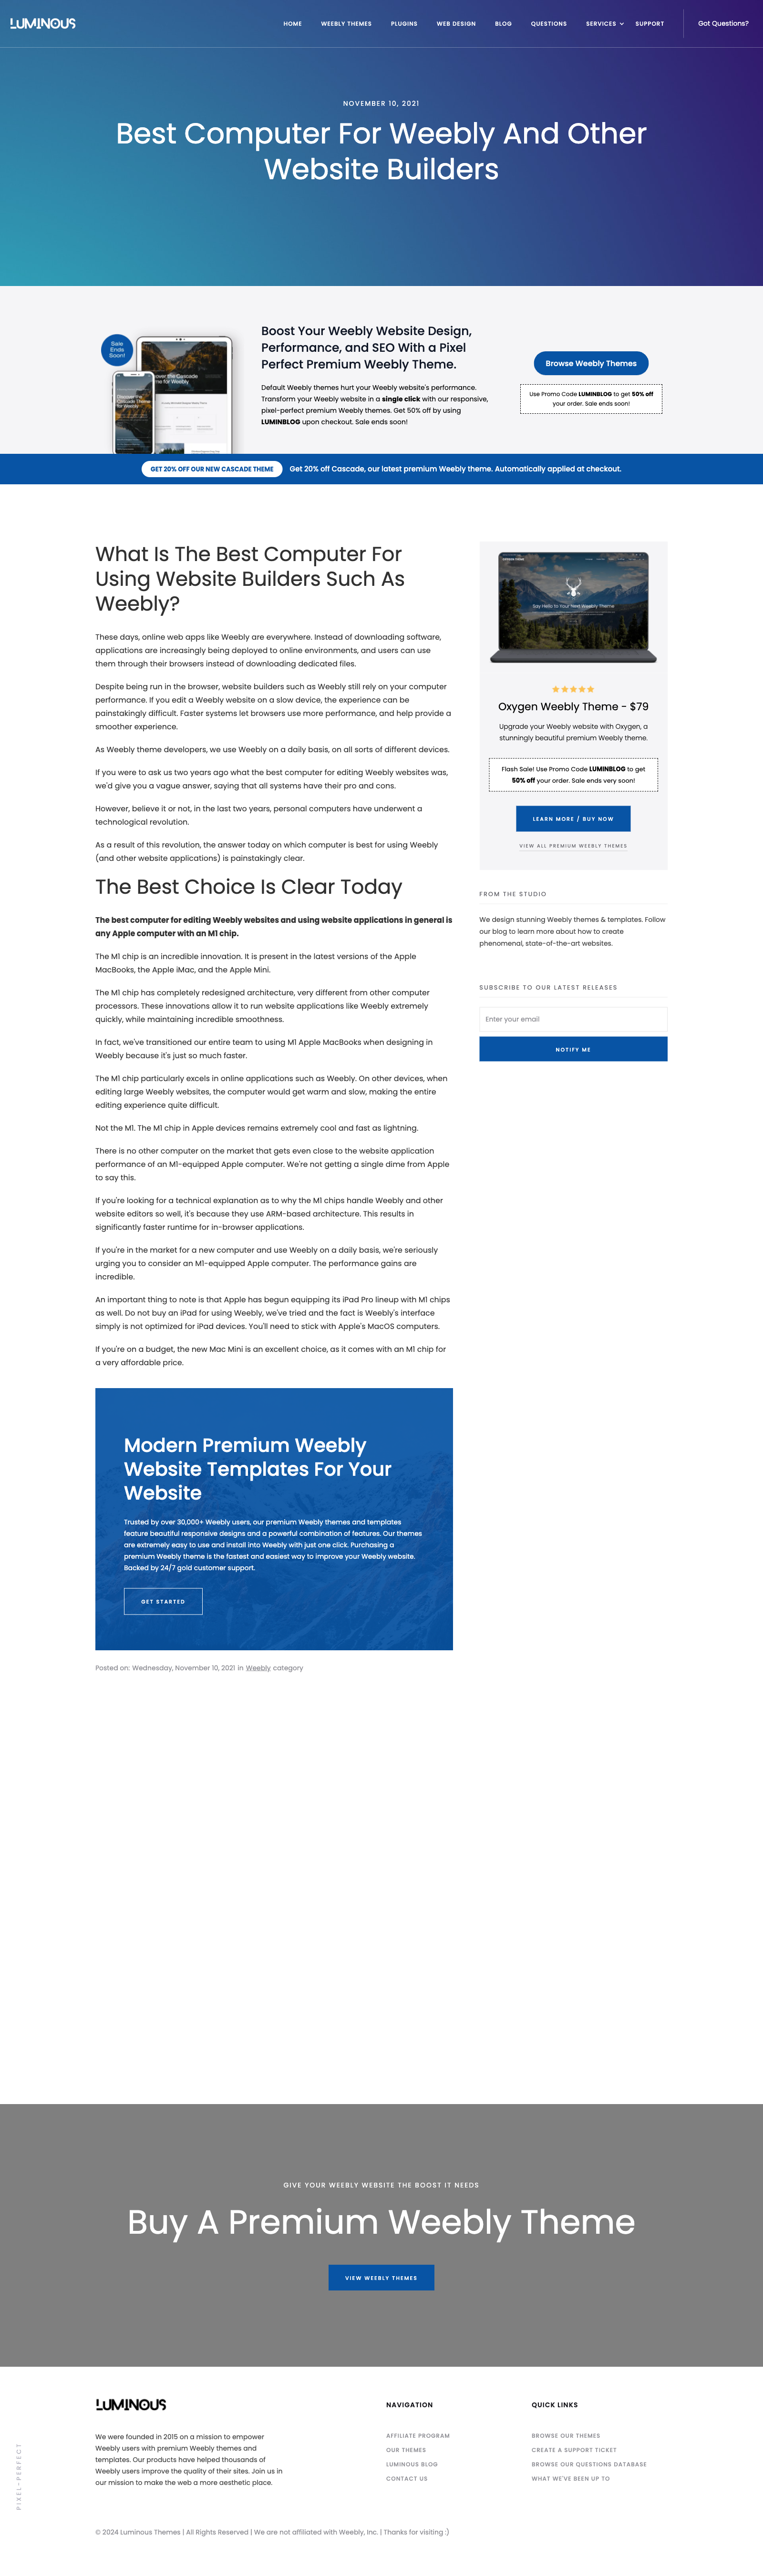 LUMINOUS
HOME WEEBLY THEMES PLUGINS WEB DESIGN BLOG QUESTIONS SERVICES SUPPORT Got Questions?
NOVEMBER 10, 2021
Best Computer For Weebly And Other
Website Builders
Sale
Ends
Soon!
Boost Your Weebly Website Design,
Performance, and SEO With a Pixel
Perfect Premium Weebly Theme.
Default Weebly themes hurt your Weebly website's performance.
Transform your Weebly website in a single click with our responsive,
pixel-perfect premium Weebly themes. Get 50% off by using
LUMINBLOG upon checkout. Sale ends soon!
Browse Weebly Themes
Use Promo Code LUMINBLOG to get 50% off
your order. Sale ends soon!
GET 20% OFF OUR NEW CASCADE THEME Get 20% off Cascade, our latest premium Weebly theme. Automatically applied at checkout.
What Is The Best Computer For
Using Website Builders Such As
Weebly?
These days, online web apps like Weebly are everywhere. Instead of downloading software,
applications are increasingly being deployed to online environments, and users can use
them through their browsers instead of downloading dedicated files.
Despite being run in the browser, website builders such as Weebly still rely on your computer
performance. If you edit a Weebly website on a slow device, the experience can be
painstakingly difficult. Faster systems let browsers use more performance, and help provide a
smoother experience.
As Weebly theme developers, we use Weebly on a daily basis, on all sorts of different devices.
If you were to ask us two years ago what the best computer for editing Weebly websites was,
we'd give you a vague answer, saying that all systems have their pro and cons.
However, believe it or not, in the last two years, personal computers have underwent a
technological revolution.
As a result of this revolution, the answer today on which computer is best for using Weebly
(and other website applications) is painstakingly clear.
The Best Choice Is Clear Today
The best computer for editing Weebly websites and using website applications in general is
any Apple computer with an M1 chip.
The M1 chip is an incredible innovation. It is present in the latest versions of the Apple
MacBooks, the Apple iMac, and the Apple Mini.
The M1 chip has completely redesigned architecture, very different from other computer
processors. These innovations allow it to run website applications like Weebly extremely
quickly, while maintaining incredible smoothness.
In fact, we've transitioned our entire team to using M1 Apple MacBooks when designing in
Weebly because it's just so much faster.
The M1 chip particularly excels in online applications such as Weebly. On other devices, when
editing large Weebly websites, the computer would get warm and slow, making the entire
editing experience quite difficult.
Not the M1. The M1 chip in Apple devices remains extremely cool and fast as lightning.
There is no other computer on the market that gets even close to the website application
performance of an M1-equipped Apple computer. We're not getting a single dime from Apple
to say this.
If you're looking for a technical explanation as to why the M1 chips handle Weebly and other
website editors so well, it's because they use ARM-based architecture. This results in
significantly faster runtime for in-browser applications.
If you're in the market for a new computer and use Weebly on a daily basis, we're seriously
urging you to consider an M1-equipped Apple computer. The performance gains are
incredible.
An important thing to note is that Apple has begun equipping its iPad Pro lineup with M1 chips
as well. Do not buy an iPad for using Weebly, we've tried and the fact is Weebly's interface
simply is not optimized for iPad devices. You'll need to stick with Apple's MacOS computers.
If you're on a budget, the new Mac Mini is an excellent choice, as it comes with an M1 chip for
a very affordable price.
Modern Premium Weebly
Website Templates For Your
Website
Trusted by over 30,000+ Weebly users, our premium Weebly themes and templates
feature beautiful responsive designs and a powerful combination of features. Our themes
are extremely easy to use and install into Weebly with just one click. Purchasing a
premium Weebly theme is the fastest and easiest way to improve your Weebly website.
Backed by 24/7 gold customer support.
GET STARTED
Posted on: Wednesday, November 10, 2021 in Weebly category
Say Hello to Your Next Weebly Theme
Oxygen Weebly Theme - $79
Upgrade your Weebly website with Oxygen, a
stunningly beautiful premium Weebly theme.
Flash Sale! Use Promo Code LUMINBLOG to get
50% off your order. Sale ends very soon!
LEARN MORE / BUY NOW
VIEW ALL PREMIUM WEEBLY THEMES
FROM THE STUDIO
We design stunning Weebly themes & templates. Follow
our blog to learn more about how to create
phenomenal, state-of-the-art websites.
SUBSCRIBE TO OUR LATEST RELEASES
Enter your email
NOTIFY ME
GIVE YOUR WEEBLY WEBSITE THE BOOST IT NEEDS
Buy A Premium Weebly Theme
VIEW WEEBLY THEMES
LUMINOUS
We were founded in 2015 on a mission to empower
Weebly users with premium Weebly themes and
templates. Our products have helped thousands of
Weebly users improve the quality of their sites. Join us in
our mission to make the web a more aesthetic place.
NAVIGATION
AFFILIATE PROGRAM
OUR THEMES
LUMINOUS BLOG
CONTACT US
QUICK LINKS
BROWSE OUR THEMES
CREATE A SUPPORT TICKET
BROWSE OUR QUESTIONS DATABASE
WHAT WE'VE BEEN UP TO
PIXEL-PERFECT
© 2024 Luminous Themes | All Rights Reserved | We are not affiliated with Weebly, Inc. | Thanks for visiting :)